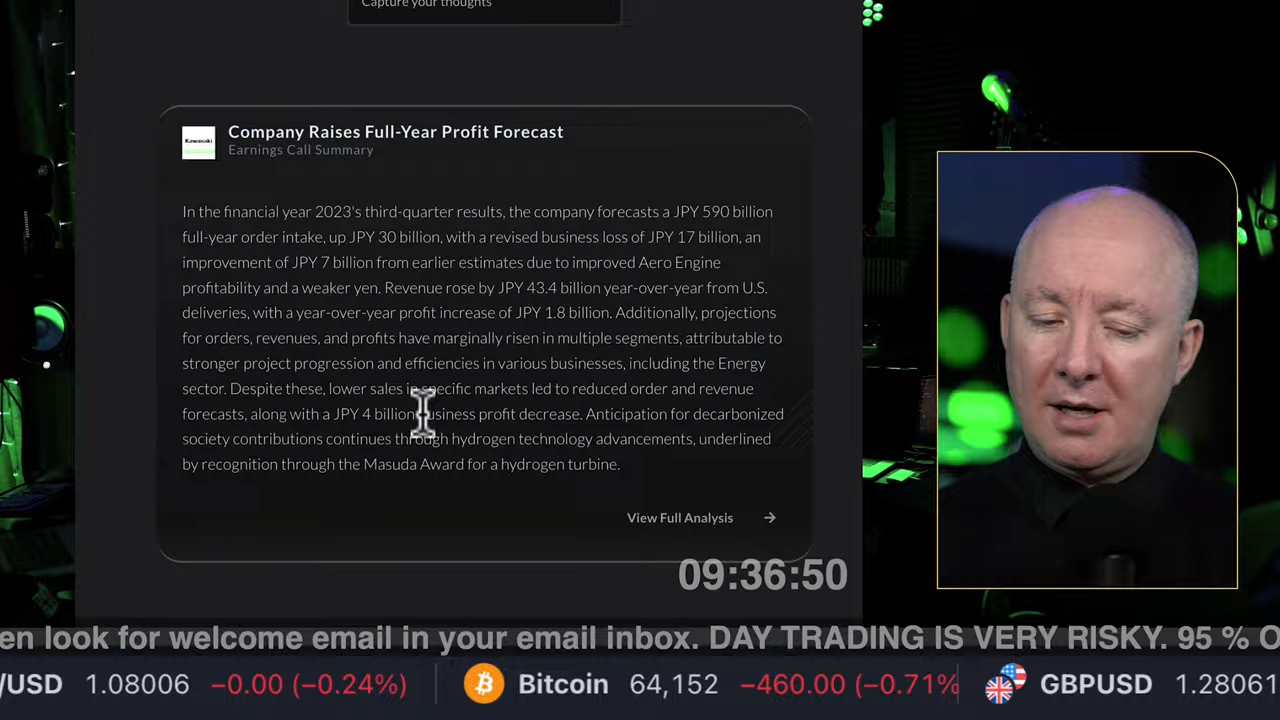 Capture your thoughts
Kawasaki
Company Raises Full-Year Profit Forecast
Earnings Call Summary
In the financial year 2023's third-quarter results, the company forecasts a JPY 590 billion
full-year order intake, up JPY 30 billion, with a revised business loss of JPY 17 billion, an
improvement of JPY 7 billion from earlier estimates due to improved Aero Engine
profitability and a weaker yen. Revenue rose by JPY 43.4 billion year-over-year from U.S.
deliveries, with a year-over-year profit increase of JPY 1.8 billion. Additionally, projections
for orders, revenues, and profits have marginally risen in multiple segments, attributable to
stronger project progression and efficiencies in various businesses, including the Energy
sector. Despite these, lower sales in specific markets led to reduced order and revenue
forecasts, along with a JPY 4 billion business profit decrease. Anticipation for decarbonized
society contributions continues through hydrogen technology advancements, underlined
by recognition through the Masuda Award for a hydrogen turbine.
View Full Analysis →
09:36:50
en look for welcome email in your email inbox. DAY TRADING IS VERY RISKY. 95 % O
/USD 1.08006 −0.00 (−0.24%) Bitcoin 64,152 −460.00 (−0.71% GBPUSD 1.28061